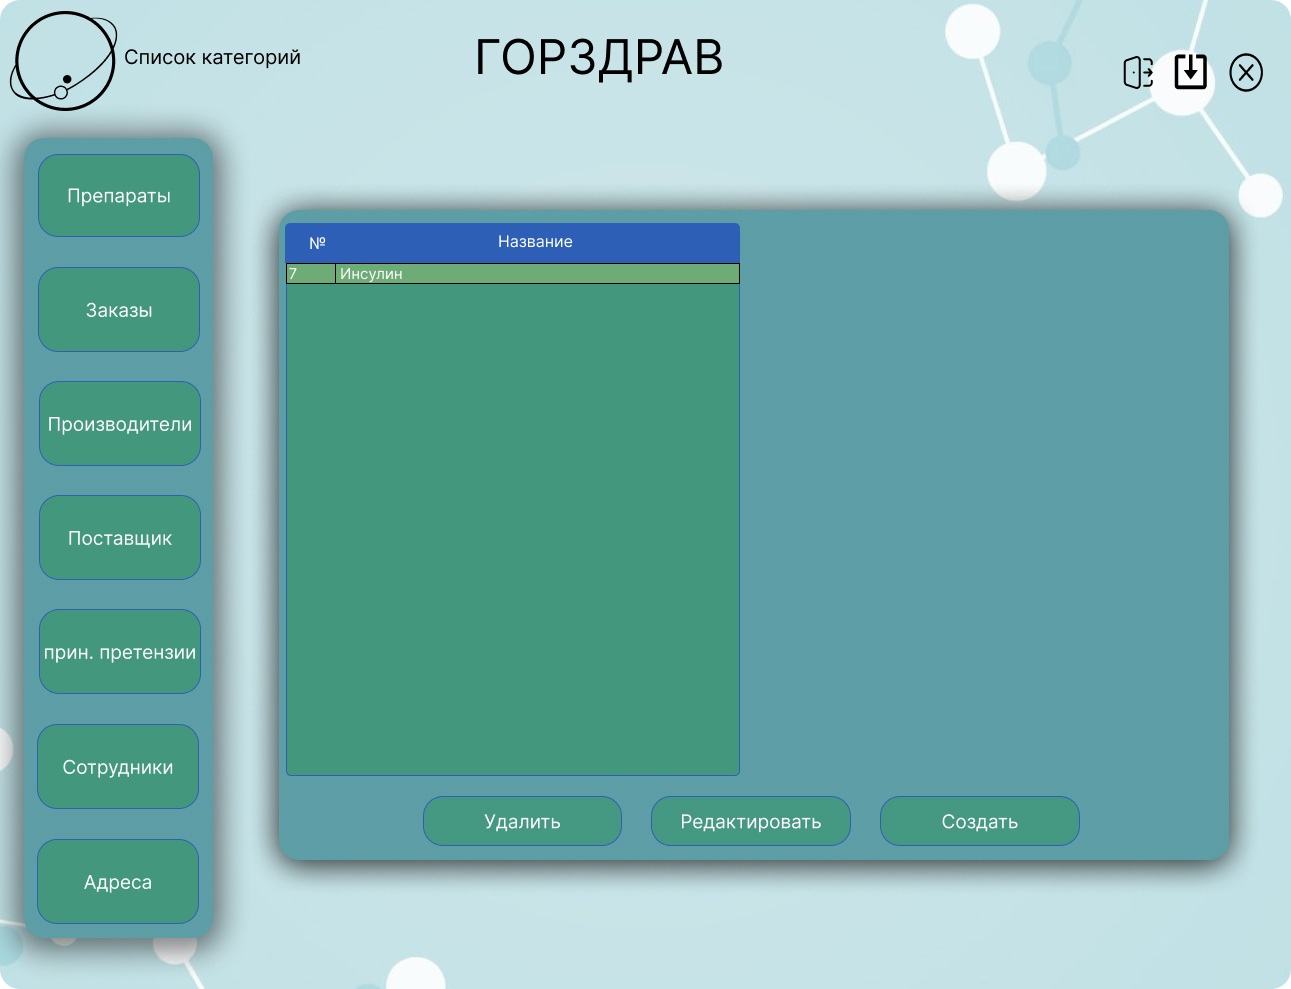 Список категорий
ГОРЗДРАВ
Препараты
Заказы
Производители
Поставщик
прин. претензии
Сотрудники
Адреса
№ Название
7 Инсулин
Удалить Редактировать Создать